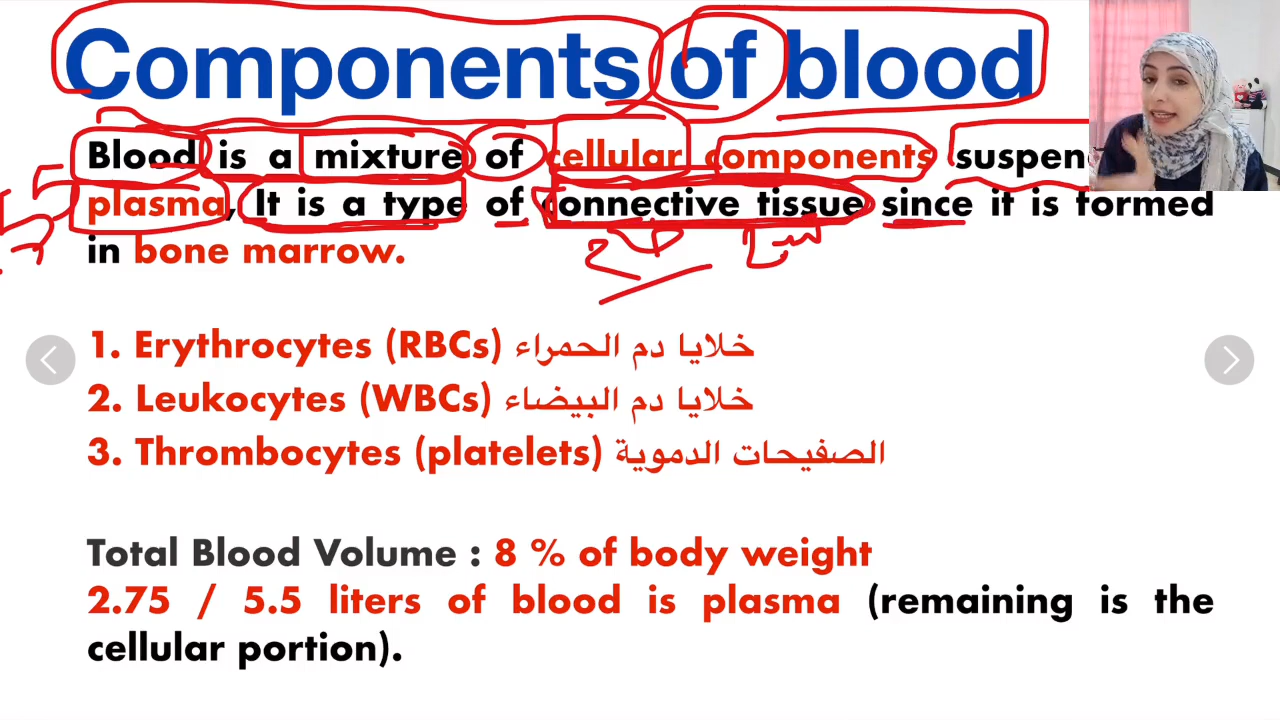 Components of blood
Blood is a mixture of cellular components
plasma, It is a type of connective tissue since it is formed
in bone marrow.
1. Erythrocytes (RBCs) خلايا دم الحمراء
2. Leukocytes (WBCs) خلايا دم البيضاء
3. Thrombocytes (platelets) الصفيحات الدموية
Total Blood Volume : 8 % of body weight
2.75 / 5.5 liters of blood is plasma (remaining is the
cellular portion).